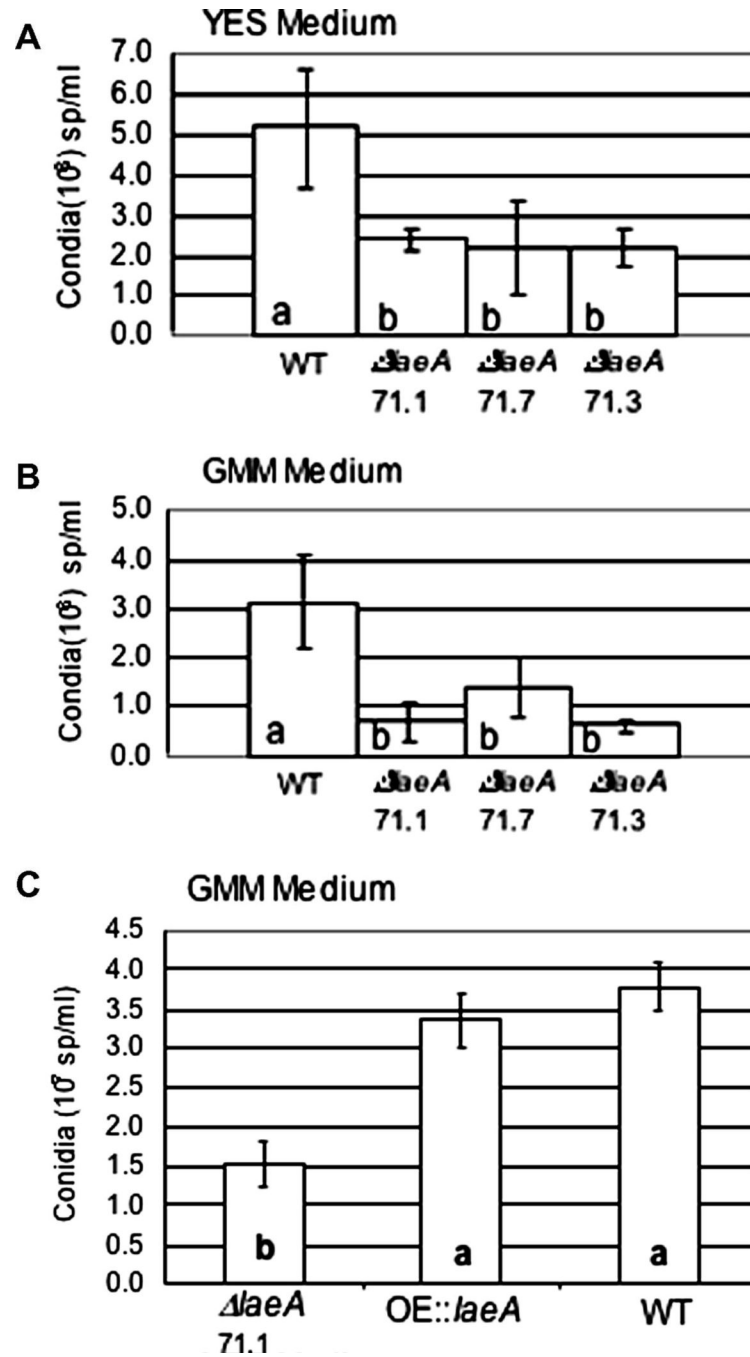 A
YES Medium
7.0
6.0
5.0
4.0
3.0
2.0
1.0
0.0
Condia(10⁸) sp/ml
a
b
b
b
WT
ΔlaeA
71.1
ΔlaeA
71.7
ΔlaeA
71.3
B
GMM Medium
5.0
4.0
3.0
2.0
1.0
0.0
Condia(10⁸) sp/ml
a
b
b
b
WT
ΔlaeA
71.1
ΔlaeA
71.7
ΔlaeA
71.3
C
GMM Medium
4.5
4.0
3.5
3.0
2.5
2.0
1.5
1.0
0.5
0.0
Conidia (10⁷ sp/ml)
b
a
a
ΔlaeA
71.1
OE::laeA
WT